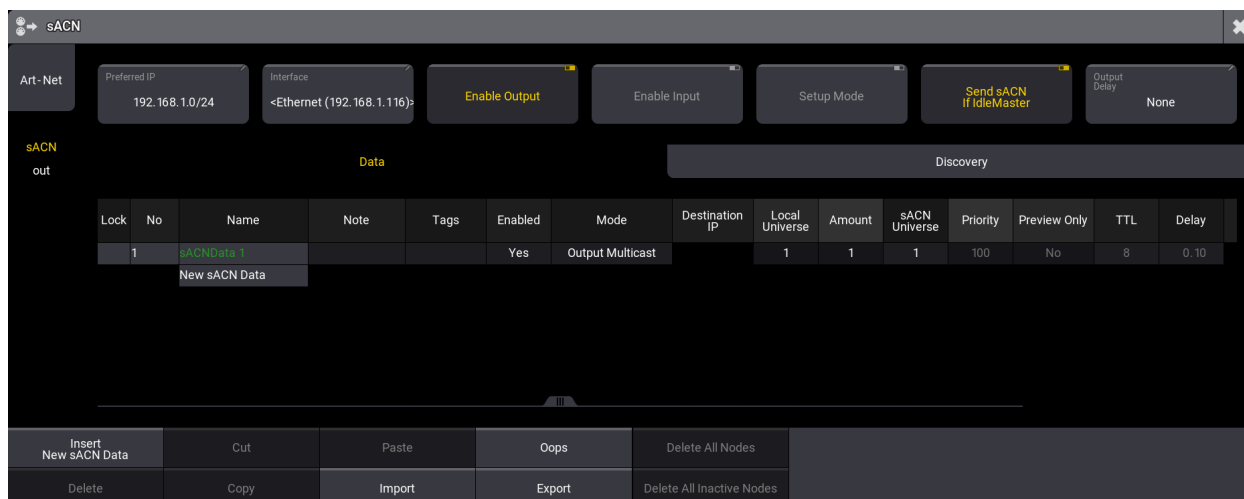 sACN
Art-Net
Preferred IP
192.168.1.0/24
Interface
<Ethernet (192.168.1.116)>
Enable Output
Enable Input
Setup Mode
Send sACN
If IdleMaster
Output
Delay
None
sACN
out
Data
Discovery
Lock No Name Note Tags Enabled Mode Destination IP Local Universe Amount sACN Universe Priority Preview Only TTL Delay
1 sACNData 1 Yes Output Multicast 1 1 1 100 No 8 0.10
New sACN Data
Insert
New sACN Data
Cut
Paste
Oops
Delete All Nodes
Delete
Copy
Import
Export
Delete All Inactive Nodes